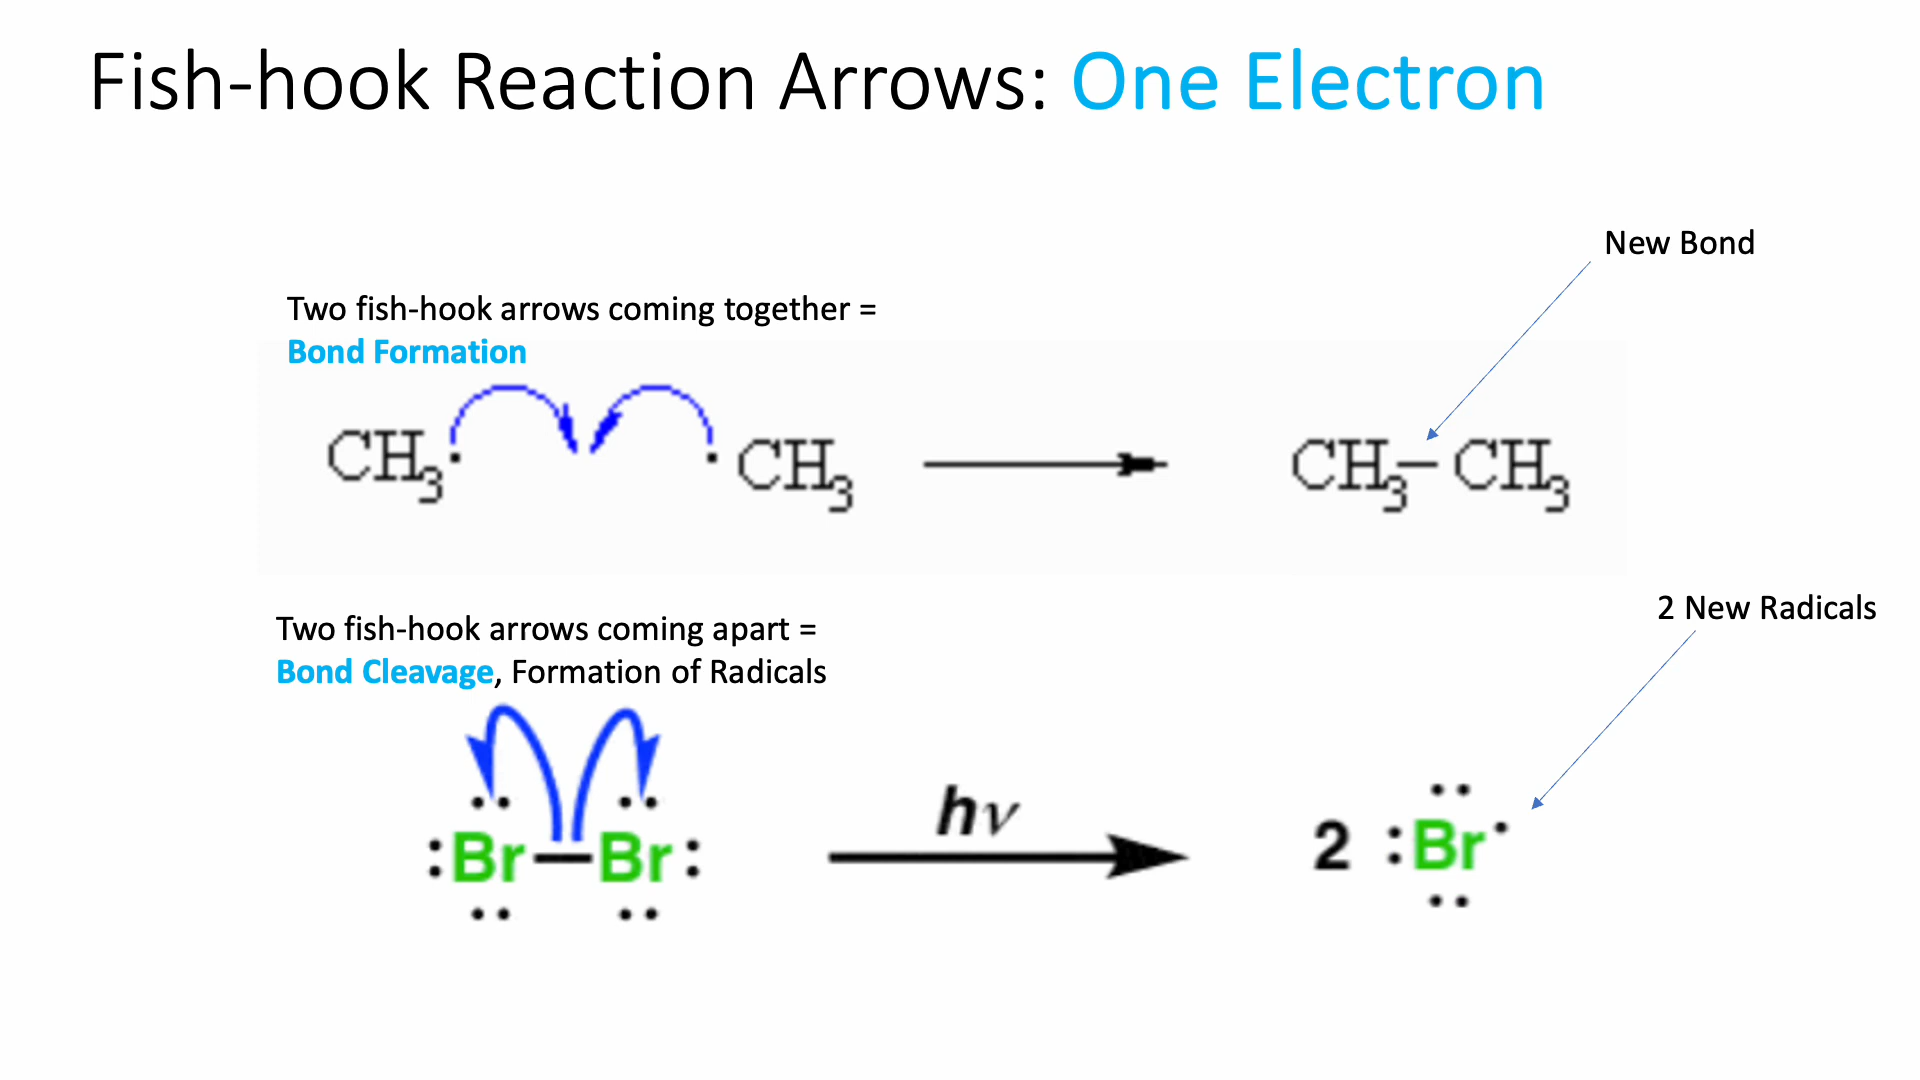 Fish-hook Reaction Arrows: One Electron
New Bond
Two fish-hook arrows coming together =
Bond Formation
CH₃· ·CH₃ CH₃–CH₃
2 New Radicals
Two fish-hook arrows coming apart =
Bond Cleavage, Formation of Radicals
hν
:Br–Br: 2 :Br·